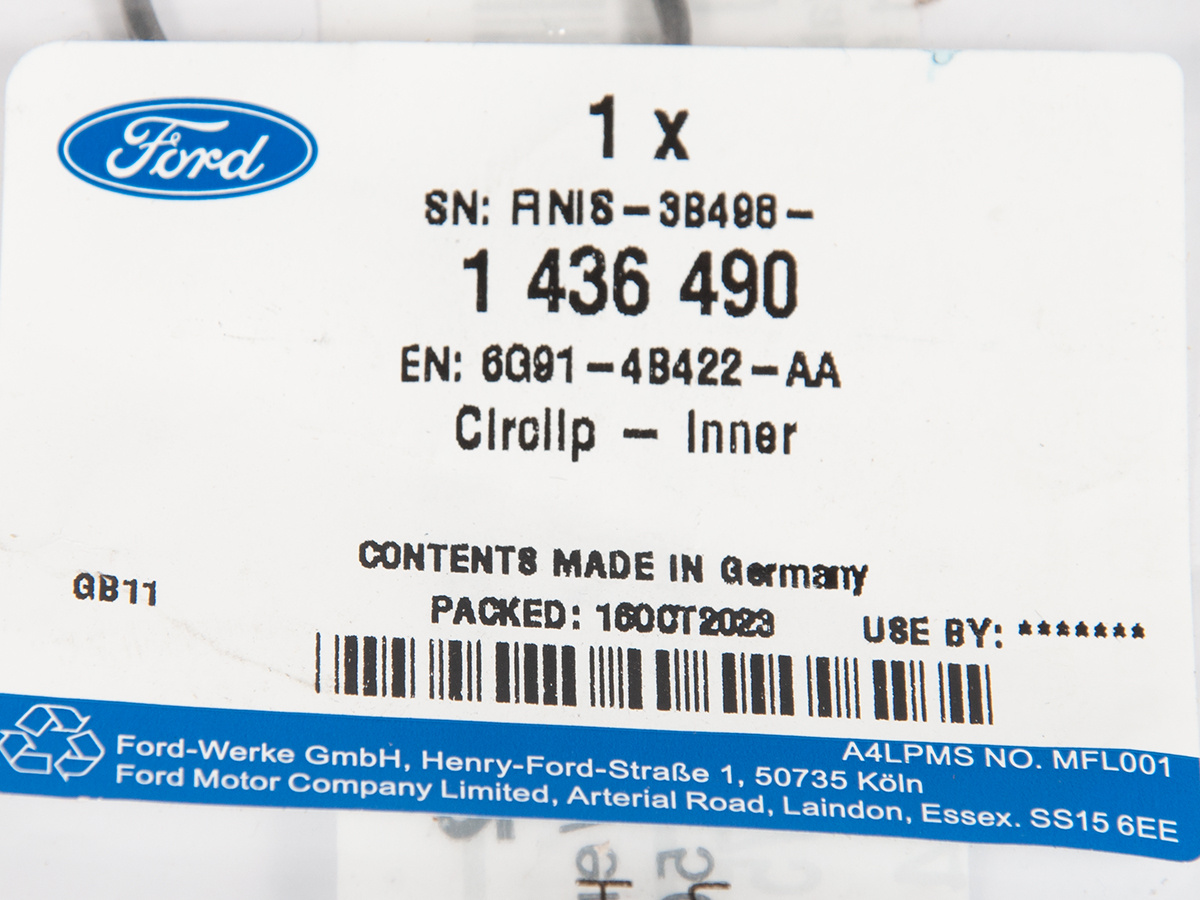 Ford
1 x
SN: ANIS-3B498-
1 436 490
EN: 6G91-4B422-AA
Circlip - Inner
CONTENTS MADE IN Germany
GB11
PACKED: 16OCT2023
USE BY: *******
A4LPMS NO. MFL001
Ford-Werke GmbH, Henry-Ford-Straße 1, 50735 Köln
Ford Motor Company Limited, Arterial Road, Laindon, Essex. SS15 6EE